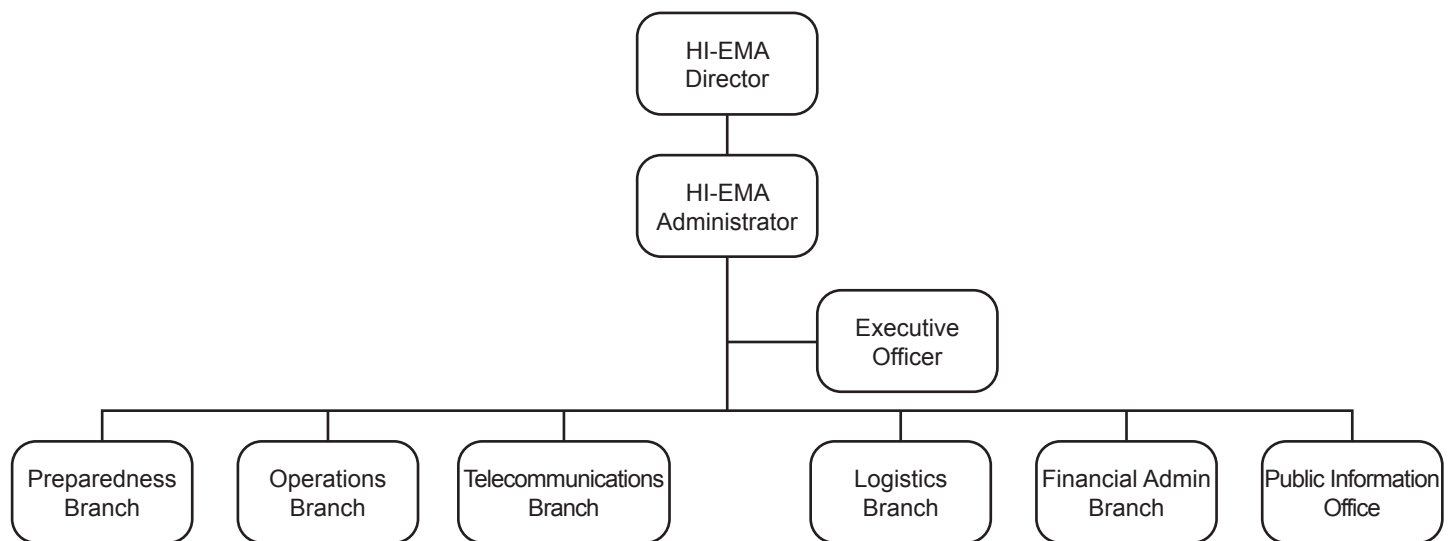 HI-EMA
Director
HI-EMA
Administrator
Executive
Officer
Preparedness
Branch
Operations
Branch
Telecommunications
Branch
Logistics
Branch
Financial Admin
Branch
Public Information
Office